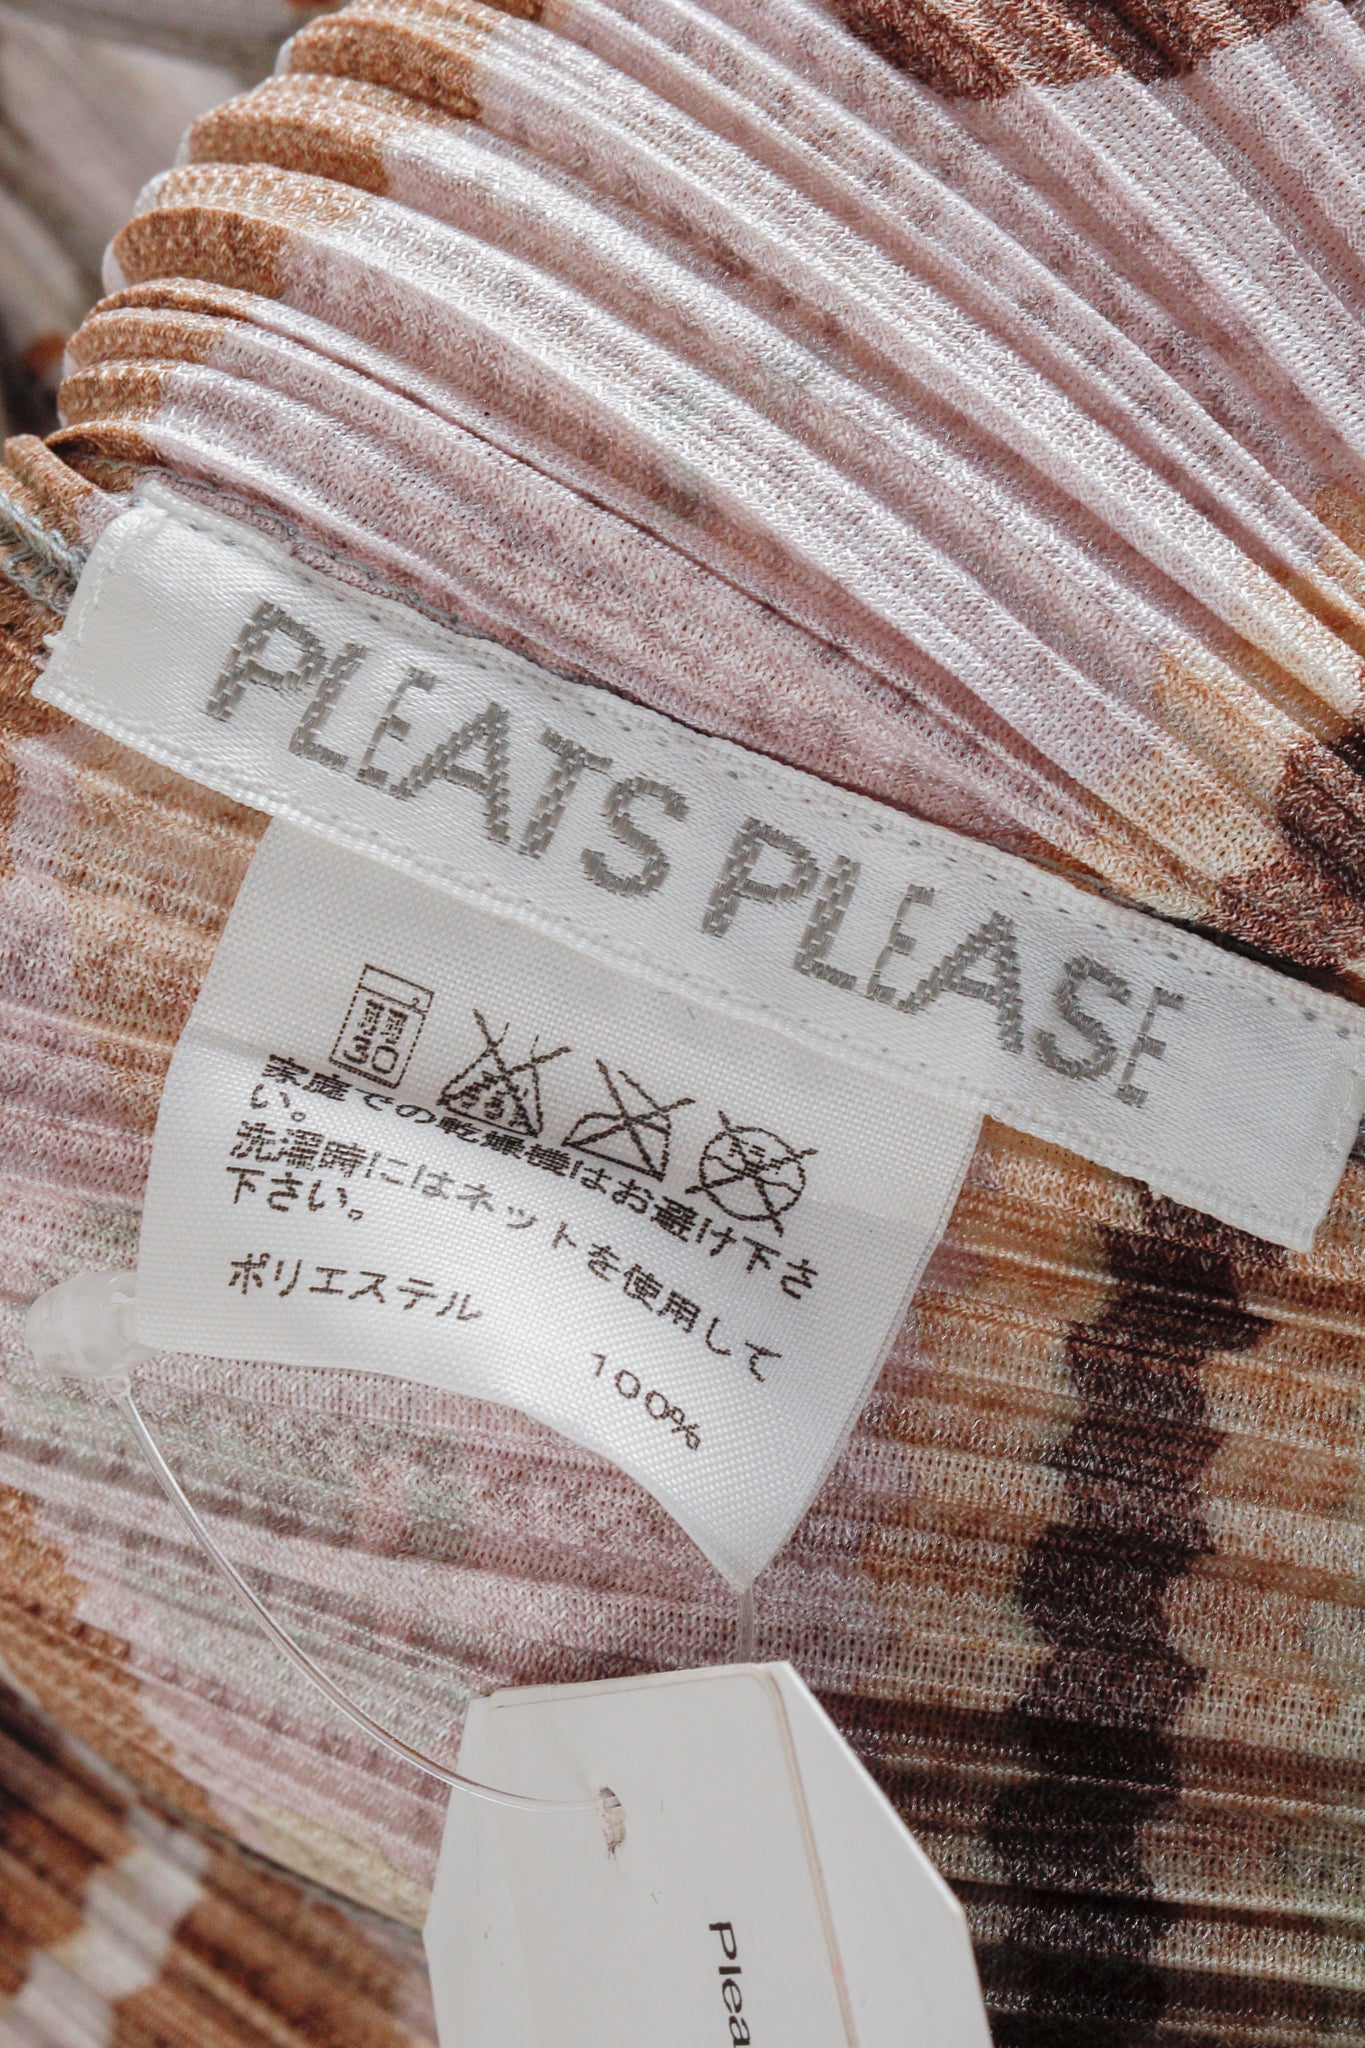 PLEATS PLEASE
家庭での乾燥機はお避け下さ
い。
洗濯時にはネットを使用して
下さい。
ポリエステル 100%
Plea